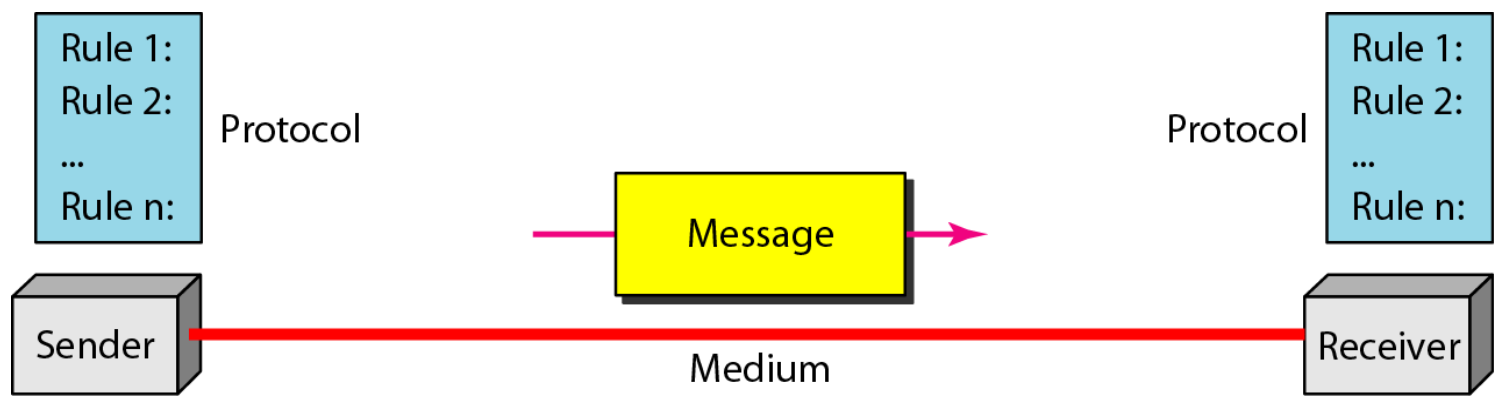 Rule 1:
Rule 2:
...
Rule n:
Protocol
Message
Protocol
Rule 1:
Rule 2:
...
Rule n:
Sender
Medium
Receiver